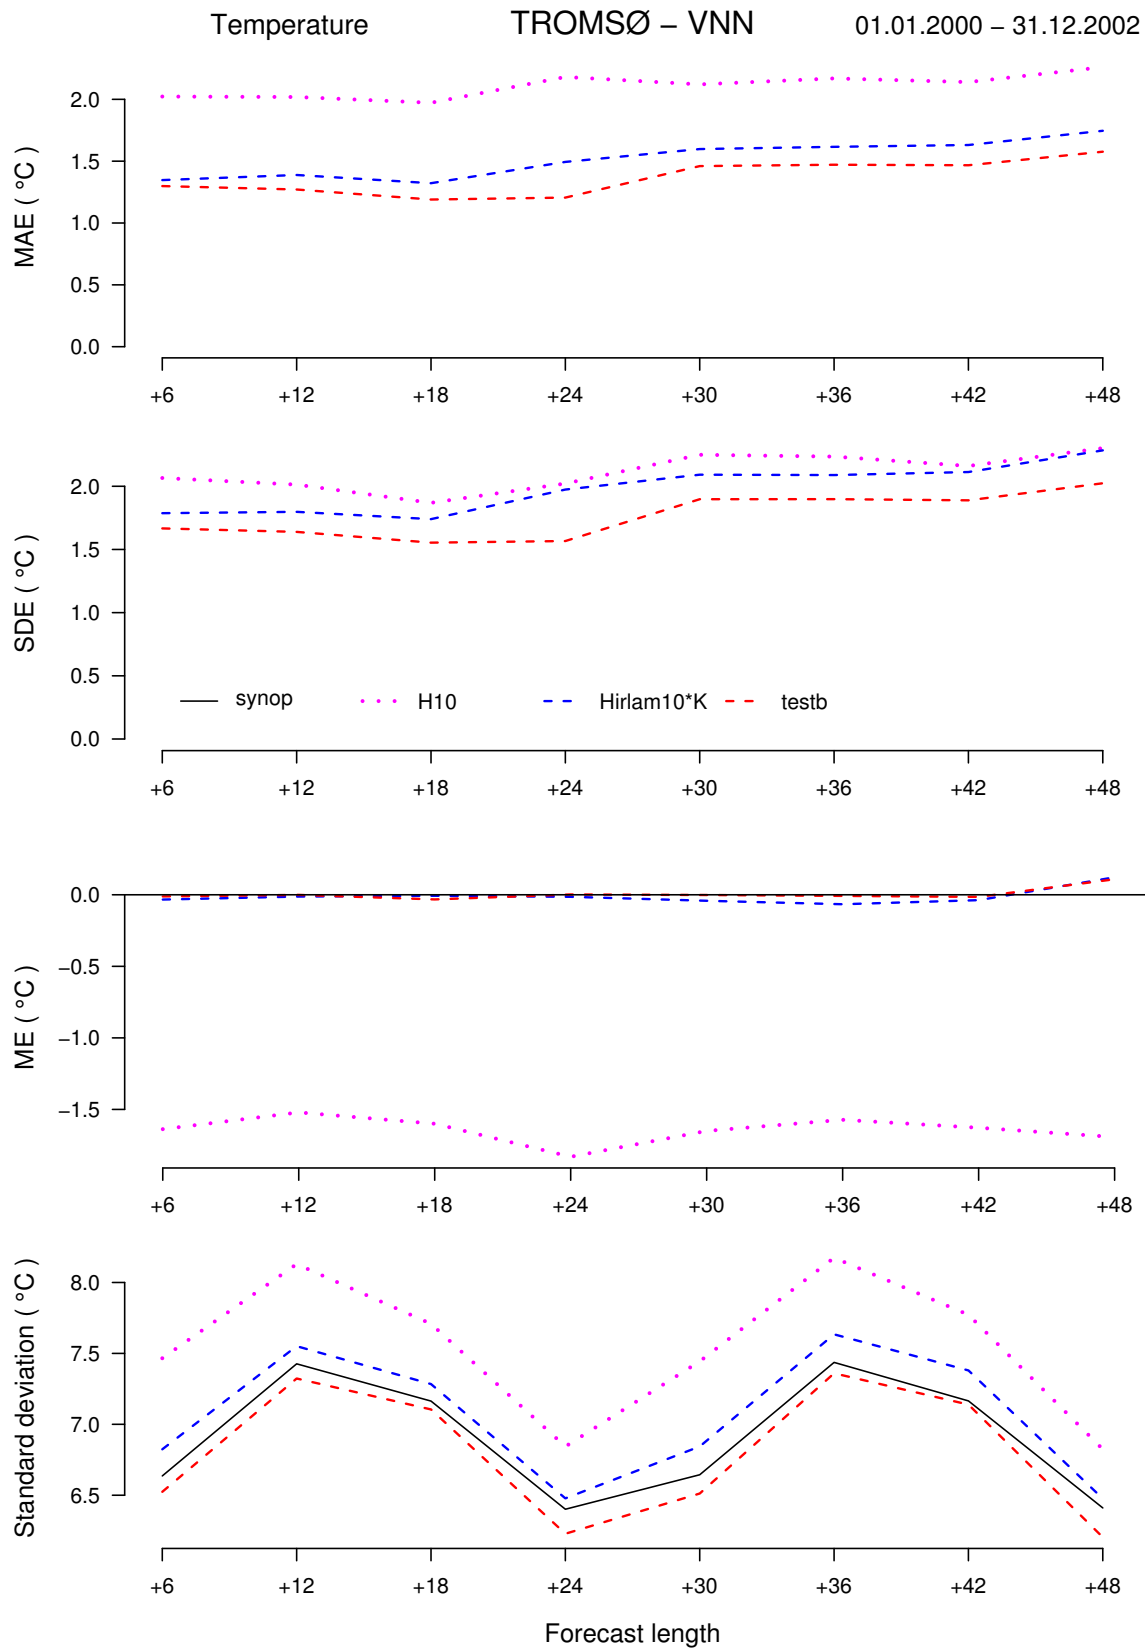 Temperature TROMSØ – VNN 01.01.2000 – 31.12.2002
MAE ( °C )
2.0
1.5
1.0
0.5
0.0
+6 +12 +18 +24 +30 +36 +42 +48
SDE ( °C )
2.0
1.5
1.0
0.5
0.0
synop H10 Hirlam10*K testb
+6 +12 +18 +24 +30 +36 +42 +48
ME ( °C )
0.0
−0.5
−1.0
−1.5
+6 +12 +18 +24 +30 +36 +42 +48
Standard deviation ( °C )
8.0
7.5
7.0
6.5
+6 +12 +18 +24 +30 +36 +42 +48
Forecast length